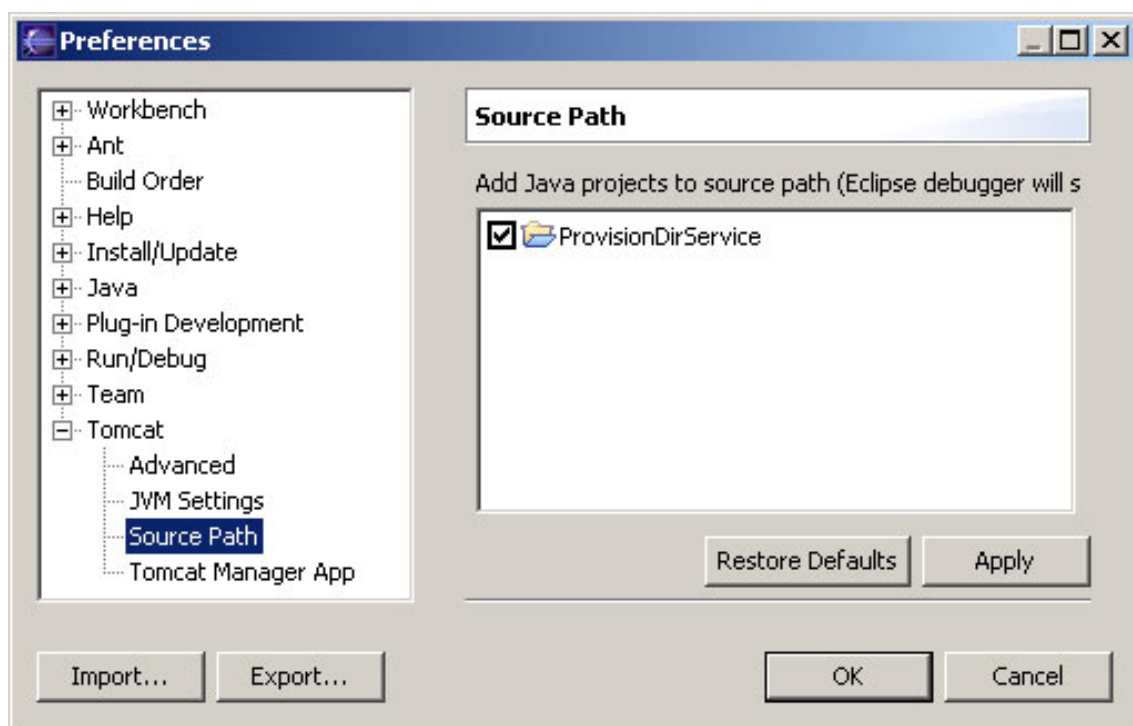 Preferences
Workbench
Ant
Build Order
Help
Install/Update
Java
Plug-in Development
Run/Debug
Team
Tomcat
Advanced
JVM Settings
Source Path
Tomcat Manager App
Source Path
Add Java projects to source path (Eclipse debugger will s
ProvisionDirService
Restore Defaults
Apply
Import...
Export...
OK
Cancel